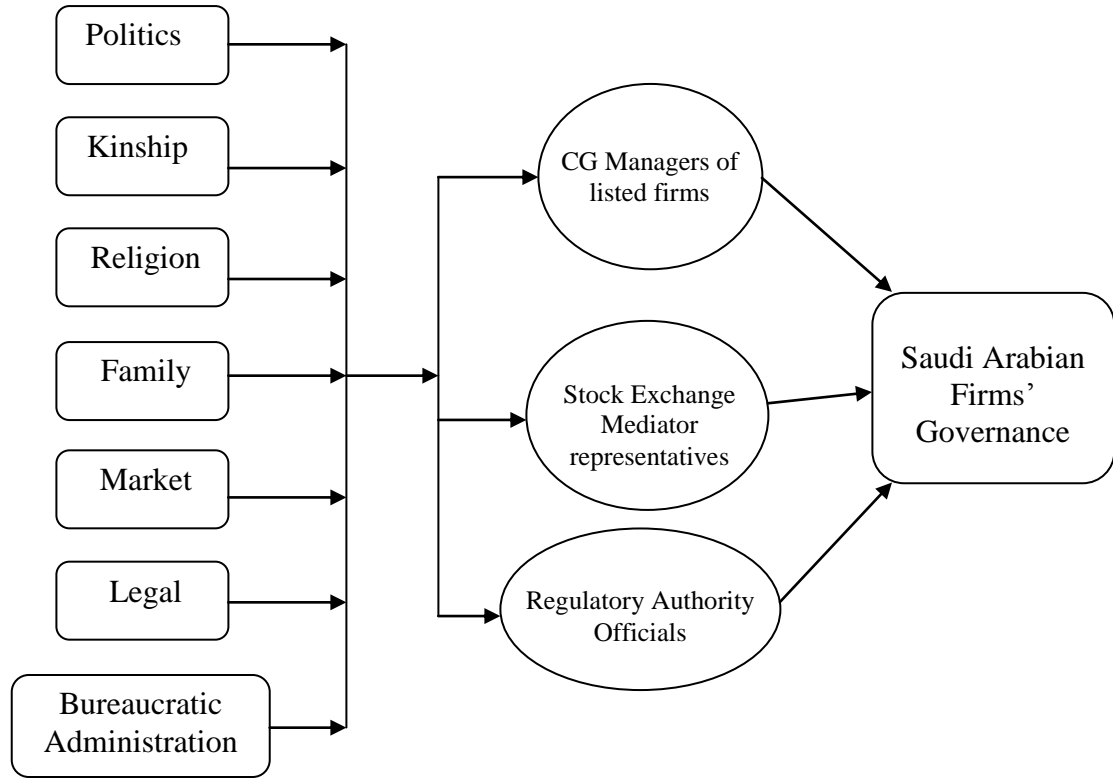 Politics
Kinship
Religion
Family
Market
Legal
Bureaucratic
Administration
CG Managers of
listed firms
Stock Exchange
Mediator
representatives
Regulatory Authority
Officials
Saudi Arabian
Firms’
Governance